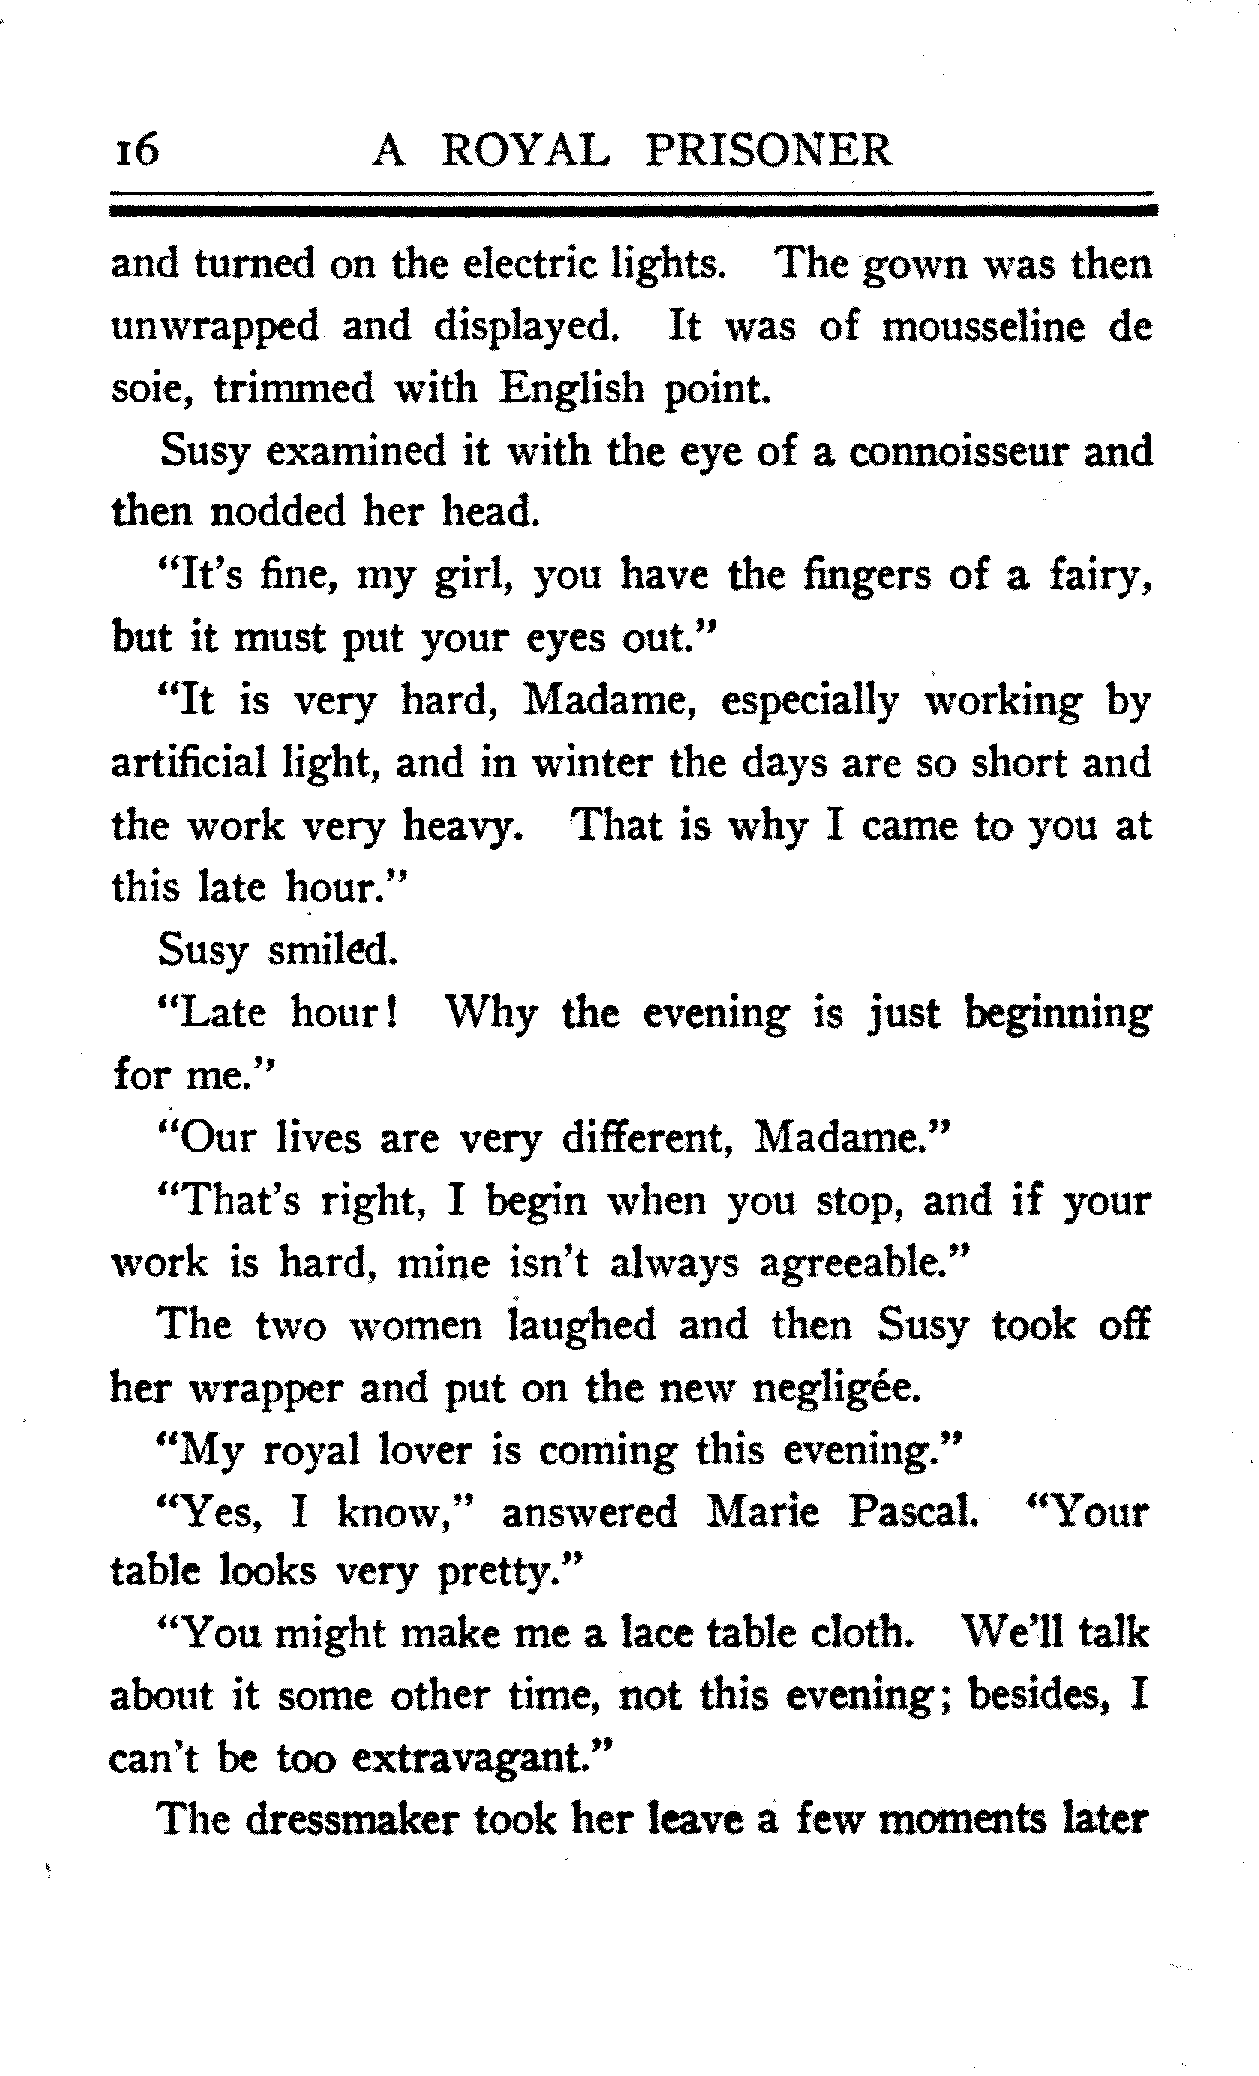 16 A ROYAL PRISONER
and turned on the electric lights. The gown was then
unwrapped and displayed. It was of mousseline de
soie, trimmed with English point.
Susy examined it with the eye of a connoisseur and
then nodded her head.
“It's fine, my girl, you have the fingers of a fairy,
but it must put your eyes out.”
“It is very hard, Madame, especially working by
artificial light, and in winter the days are so short and
the work very heavy. That is why I came to you at
this late hour.”
Susy smiled.
“Late hour! Why the evening is just beginning
for me.”
“Our lives are very different, Madame.”
“That's right, I begin when you stop, and if your
work is hard, mine isn't always agreeable.”
The two women laughed and then Susy took off
her wrapper and put on the new negligée.
“My royal lover is coming this evening.”
“Yes, I know,” answered Marie Pascal. “Your
table looks very pretty.”
“You might make me a lace table cloth. We'll talk
about it some other time, not this evening; besides, I
can't be too extravagant.”
The dressmaker took her leave a few moments later